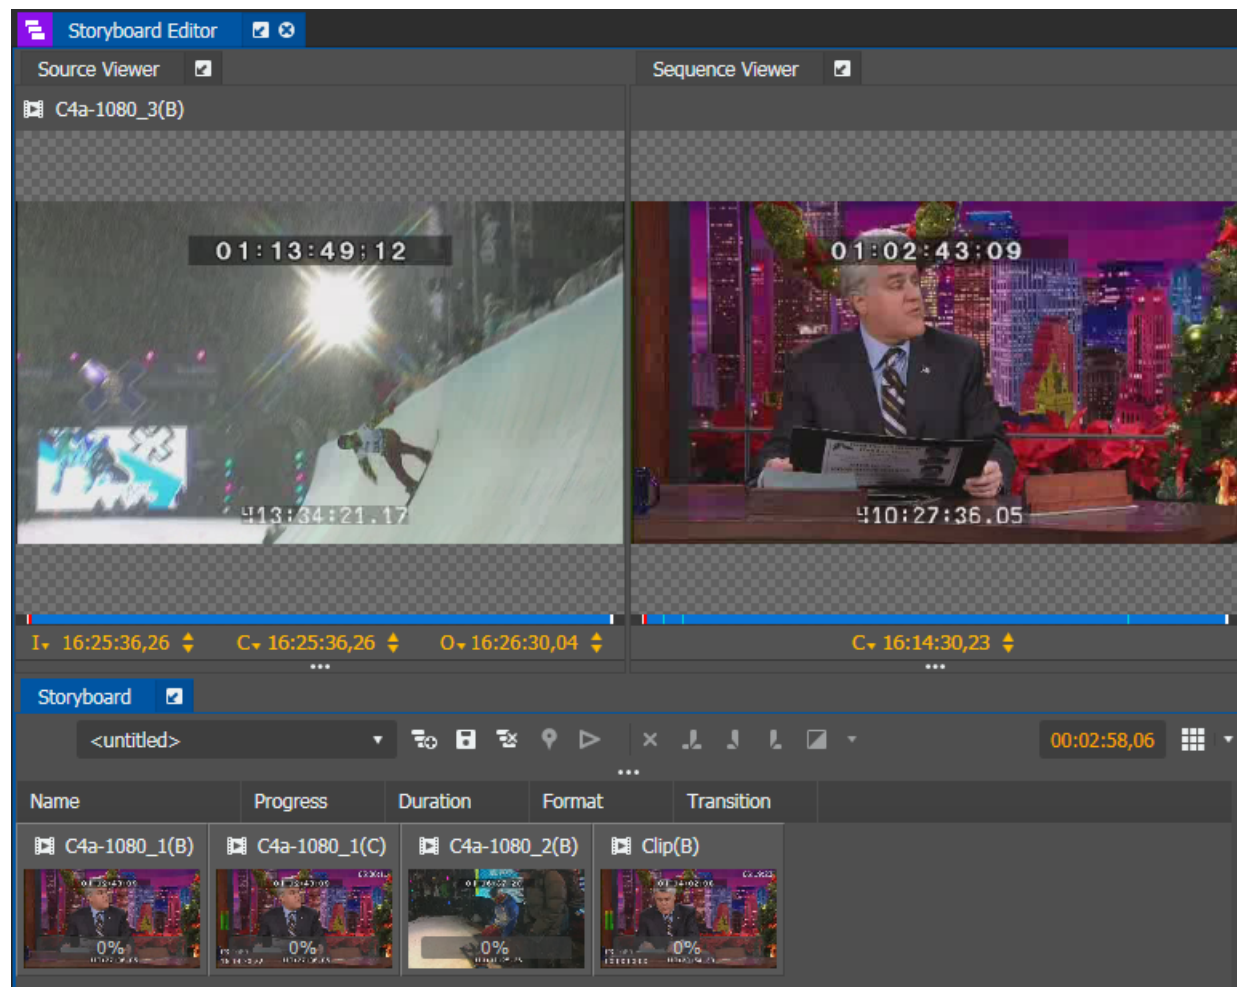 Storyboard Editor
Source Viewer
Sequence Viewer
C4a-1080_3(B)
01:13:49;12
01:02:43;09
13:34:21.17
10:27:36.05
I 16:25:36,26
C 16:25:36,26
O 16:26:30,04
C 16:14:30,23
Storyboard
<untitled>
00:02:58,06
Name Progress Duration Format Transition
C4a-1080_1(B) C4a-1080_1(C) C4a-1080_2(B) Clip(B)
0% 0% 0% 0%